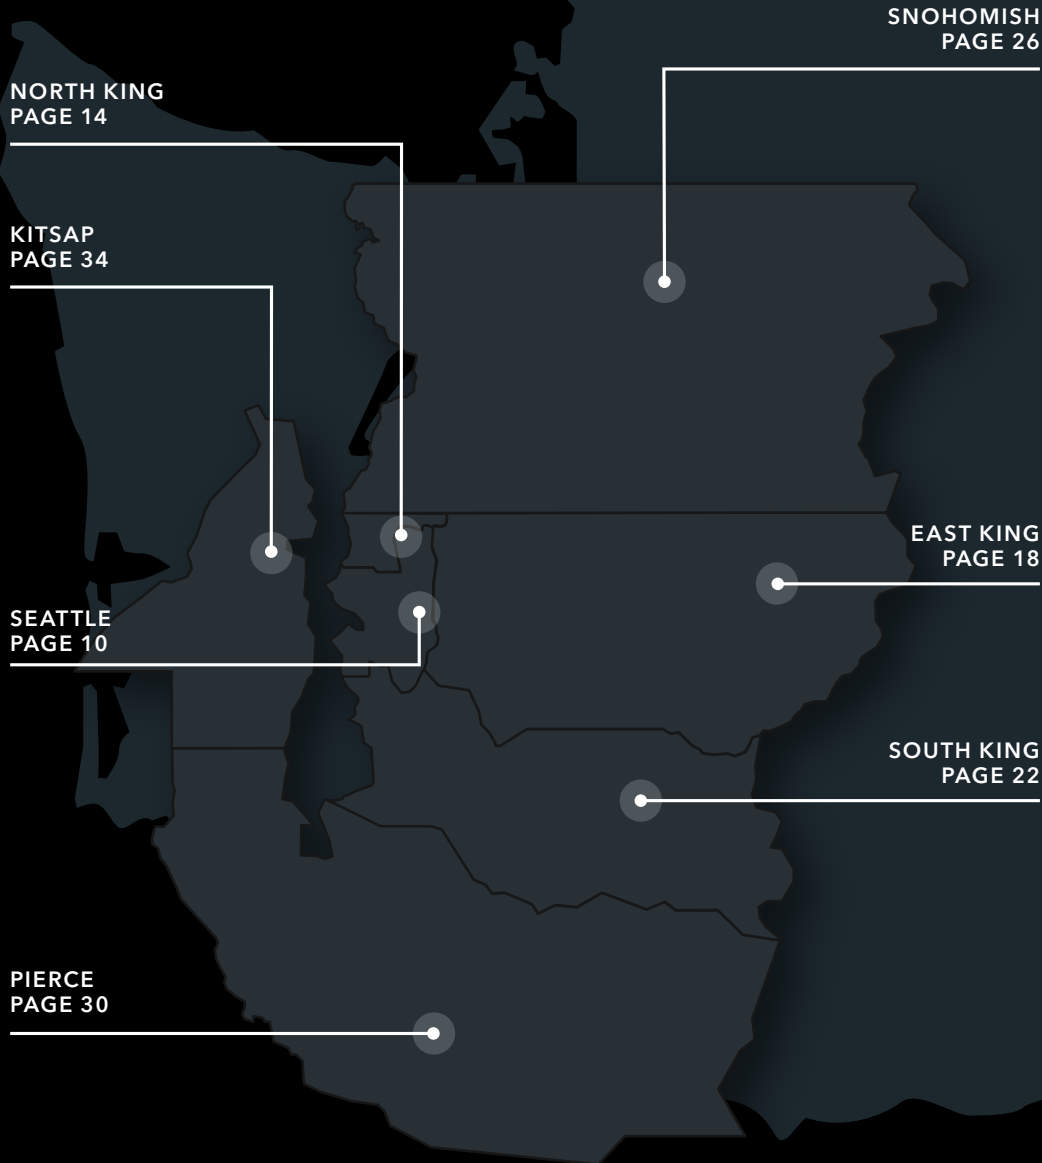 SNOHOMISH
PAGE 26
NORTH KING
PAGE 14
KITSAP
PAGE 34
EAST KING
PAGE 18
SEATTLE
PAGE 10
SOUTH KING
PAGE 22
PIERCE
PAGE 30